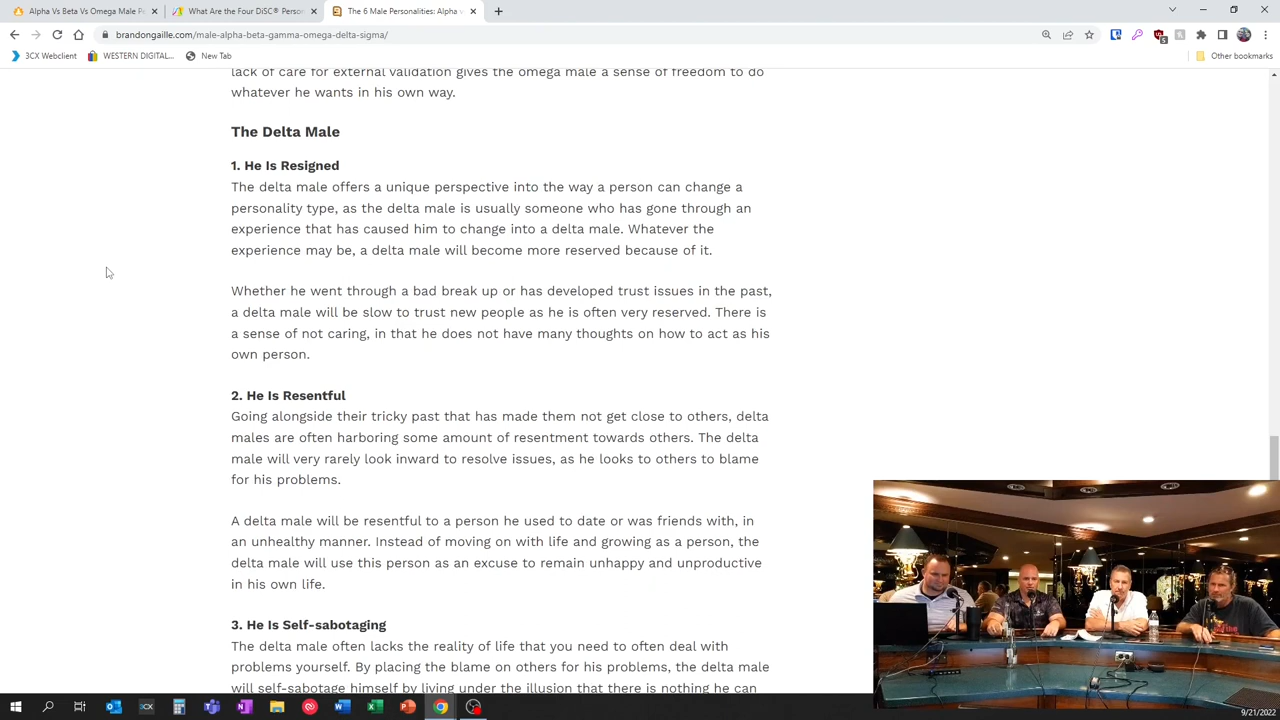 Alpha Vs Beta Vs Omega Male Pe
What Are the Four DiSC® Person
The 6 Male Personalities: Alpha v
brandongaille.com/male-alpha-beta-gamma-omega-delta-sigma/
3CX Webclient
WESTERN DIGITAL...
New Tab
Other bookmarks
lack of care for external validation gives the omega male a sense of freedom to do
whatever he wants in his own way.
The Delta Male
1. He Is Resigned
The delta male offers a unique perspective into the way a person can change a
personality type, as the delta male is usually someone who has gone through an
experience that has caused him to change into a delta male. Whatever the
experience may be, a delta male will become more reserved because of it.
Whether he went through a bad break up or has developed trust issues in the past,
a delta male will be slow to trust new people as he is often very reserved. There is
a sense of not caring, in that he does not have many thoughts on how to act as his
own person.
2. He Is Resentful
Going alongside their tricky past that has made them not get close to others, delta
males are often harboring some amount of resentment towards others. The delta
male will very rarely look inward to resolve issues, as he looks to others to blame
for his problems.
A delta male will be resentful to a person he used to date or was friends with, in
an unhealthy manner. Instead of moving on with life and growing as a person, the
delta male will use this person as an excuse to remain unhappy and unproductive
in his own life.
3. He Is Self-sabotaging
The delta male often lacks the reality of life that you need to often deal with
problems yourself. By placing the blame on others for his problems, the delta male
will self-sabotage himself by living under the illusion that there is nothing he can
9/21/2022